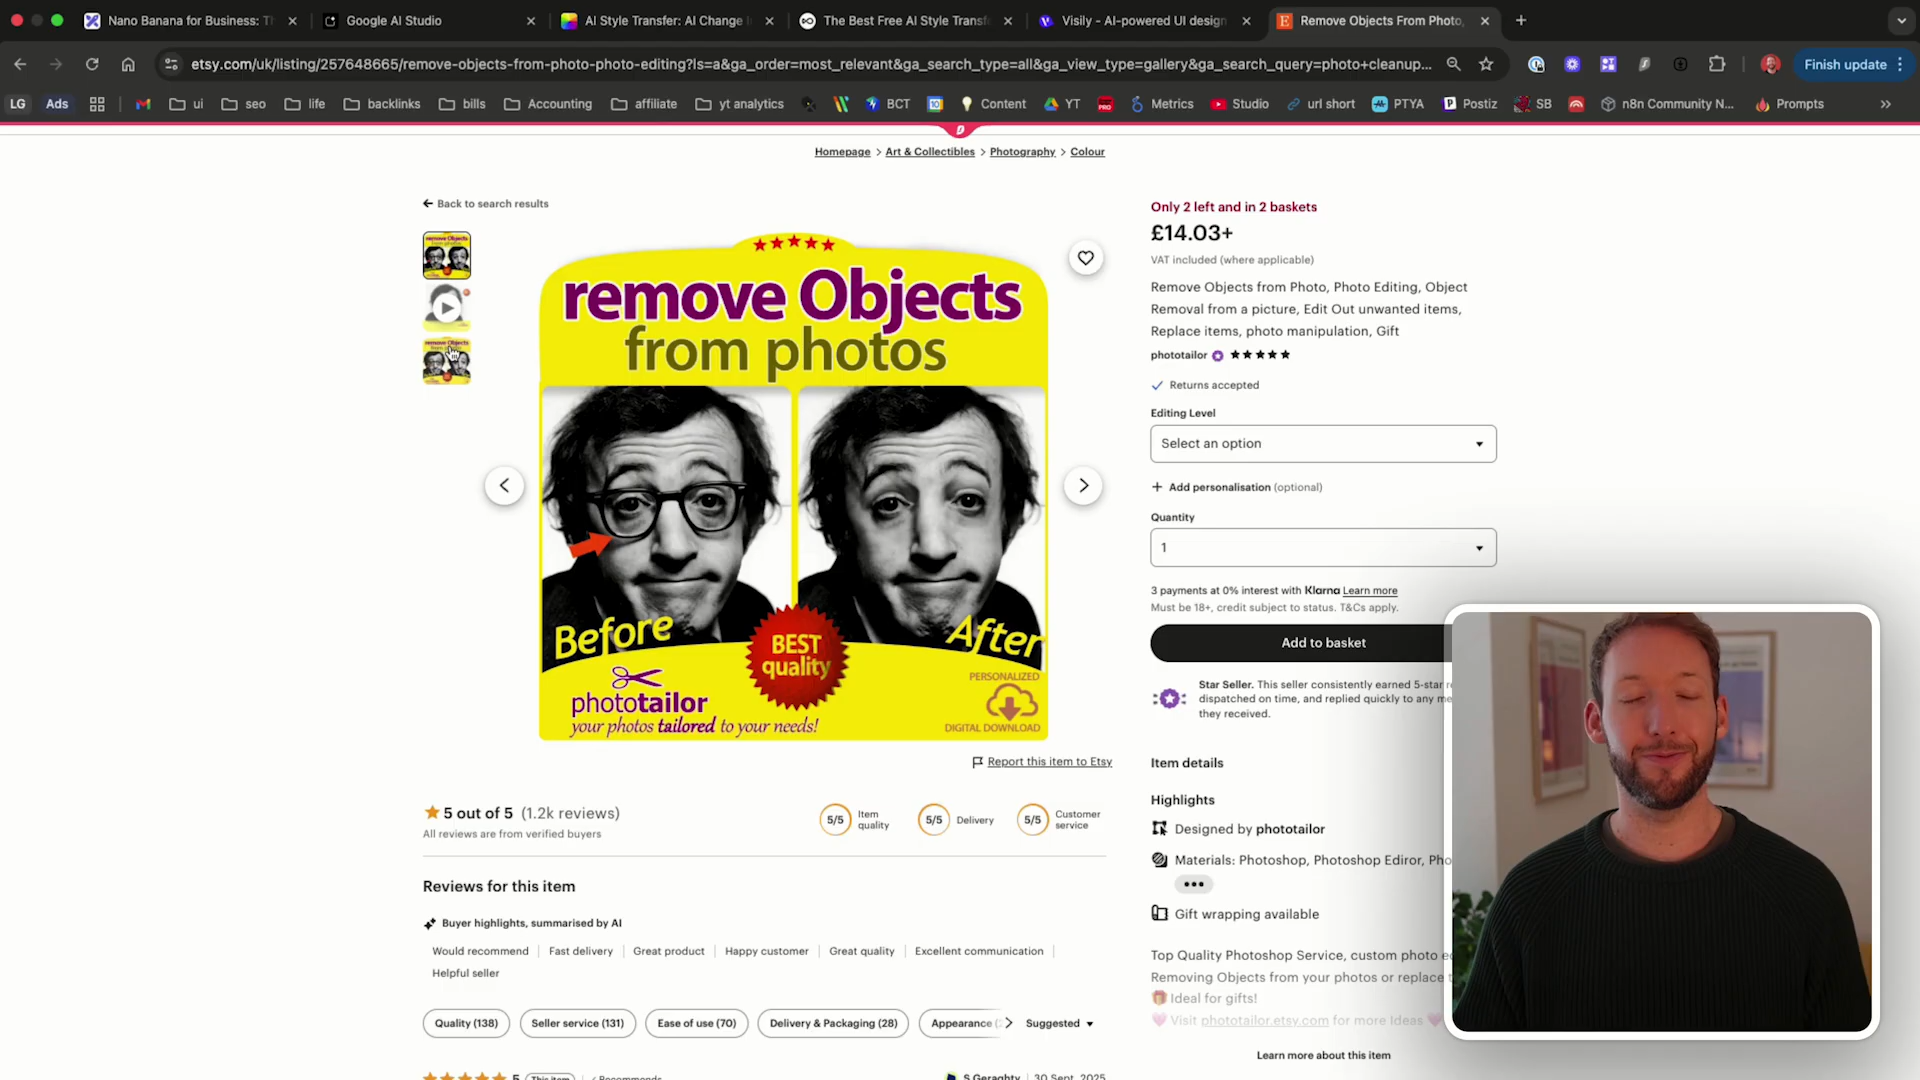 Nano Banana for Business: Th
Google AI Studio
AI Style Transfer: AI Change I
The Best Free AI Style Transf
Visily - AI-powered UI design
Remove Objects From Photo,
etsy.com/uk/listing/257648665/remove-objects-from-photo-photo-editing?ls=a&ga_order=most_relevant&ga_search_type=all&ga_view_type=gallery&ga_search_query=photo+cleanup...
Finish update
LG
Ads
ui
seo
life
backlinks
bills
Accounting
affiliate
yt analytics
BCT
Content
YT
Metrics
Studio
url short
PTYA
Postiz
SB
n8n Community N...
Prompts
Homepage > Art & Collectibles > Photography > Colour
Back to search results
remove Objects
from photos
Before
After
BEST
quality
phototailor
your photos tailored to your needs!
PERSONALIZED
DIGITAL DOWNLOAD
Report this item to Etsy
Only 2 left and in 2 baskets
£14.03+
VAT included (where applicable)
Remove Objects from Photo, Photo Editing, Object
Removal from a picture, Edit Out unwanted items,
Replace items, photo manipulation, Gift
phototailor
Returns accepted
Editing Level
Select an option
Add personalisation (optional)
Quantity
1
3 payments at 0% interest with Klarna Learn more
Must be 18+, credit subject to status. T&Cs apply.
Add to basket
Star Seller. This seller consistently earned 5-star
dispatched on time, and replied quickly to any
they received.
Item details
Highlights
Designed by phototailor
Materials: Photoshop, Photoshop Ediror, Pho
Gift wrapping available
Top Quality Photoshop Service, custom photo
Removing Objects from your photos or replace
Ideal for gifts!
Visit phototailor.etsy.com for more Ideas
Learn more about this item
5 out of 5 (1.2k reviews)
All reviews are from verified buyers
5/5 Item quality
5/5 Delivery
5/5 Customer service
Reviews for this item
Buyer highlights, summarised by AI
Would recommend
Fast delivery
Great product
Happy customer
Great quality
Excellent communication
Helpful seller
Quality (138)
Seller service (131)
Ease of use (70)
Delivery & Packaging (28)
Appearance
Suggested
5
This item
Recommends
S Geraghty
30 Sept, 2025